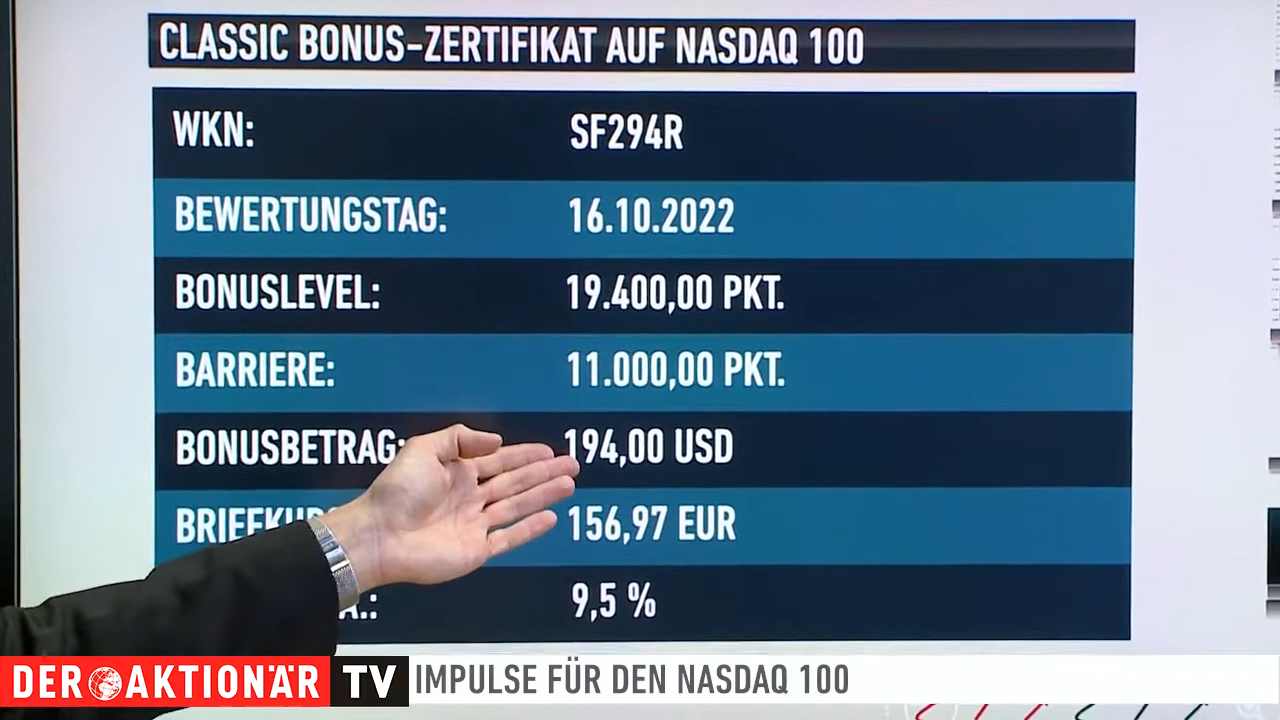 CLASSIC BONUS-ZERTIFIKAT AUF NASDAQ 100
WKN: SF294R
BEWERTUNGSTAG: 16.10.2022
BONUSLEVEL: 19.400,00 PKT.
BARRIERE: 11.000,00 PKT.
BONUSBETRAG: 194,00 USD
156,97 EUR
9,5 %
DER AKTIONÄR TV IMPULSE FÜR DEN NASDAQ 100